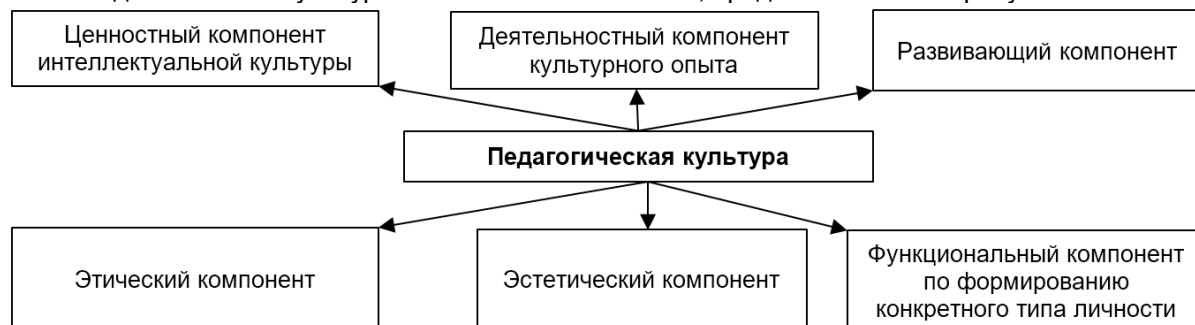 Ценностный компонент
интеллектуальной культуры
Деятельностный компонент
культурного опыта
Развивающий компонент
Педагогическая культура
Этический компонент
Эстетический компонент
Функциональный компонент
по формированию
конкретного типа личности